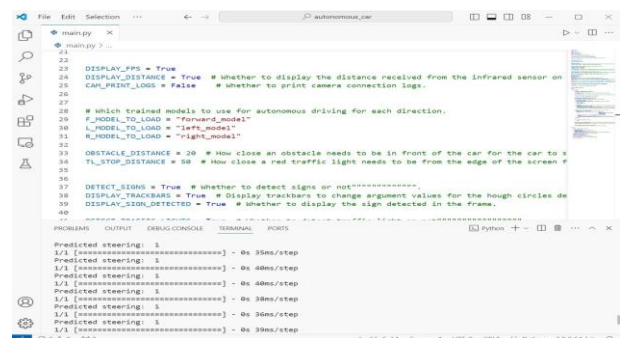 File Edit Selection ...
autonomous_car
main.py
main.py > ...
21
22
23 DISPLAY_FPS = True
24 DISPLAY_DISTANCE = True # Whether to display the distance received from the infrared sensor on
25 CAM_PRINT_LOGS = False # Whether to print camera connection logs.
26
27
28 # Which trained models to use for autonomous driving for each direction.
29 F_MODEL_TO_LOAD = "forward_model"
30 L_MODEL_TO_LOAD = "left_model"
31 R_MODEL_TO_LOAD = "right_model"
32
33 OBSTACLE_DISTANCE = 20 # How close an obstacle needs to be in front of the car for the car to s
34 TL_STOP_DISTANCE = 50 # How close a red traffic light needs to be from the edge of the screen f
35
36
37 DETECT_SIGNS = True # Whether to detect signs or not""""""""""""".
38 DISPLAY_TRACKBARS = True # Display trackbars to change argument values for the hough circles de
39 DISPLAY_SIGN_DETECTED = True # Whether to display the sign detected in the frame.
40
PROBLEMS OUTPUT DEBUG CONSOLE TERMINAL PORTS Python
Predicted steering: 1
1/1 [==============================] - 0s 35ms/step
Predicted steering: 1
1/1 [==============================] - 0s 40ms/step
Predicted steering: 1
1/1 [==============================] - 0s 40ms/step
Predicted steering: 1
1/1 [==============================] - 0s 38ms/step
Predicted steering: 1
1/1 [==============================] - 0s 36ms/step
Predicted steering: 1
1/1 [==============================] - 0s 39ms/step